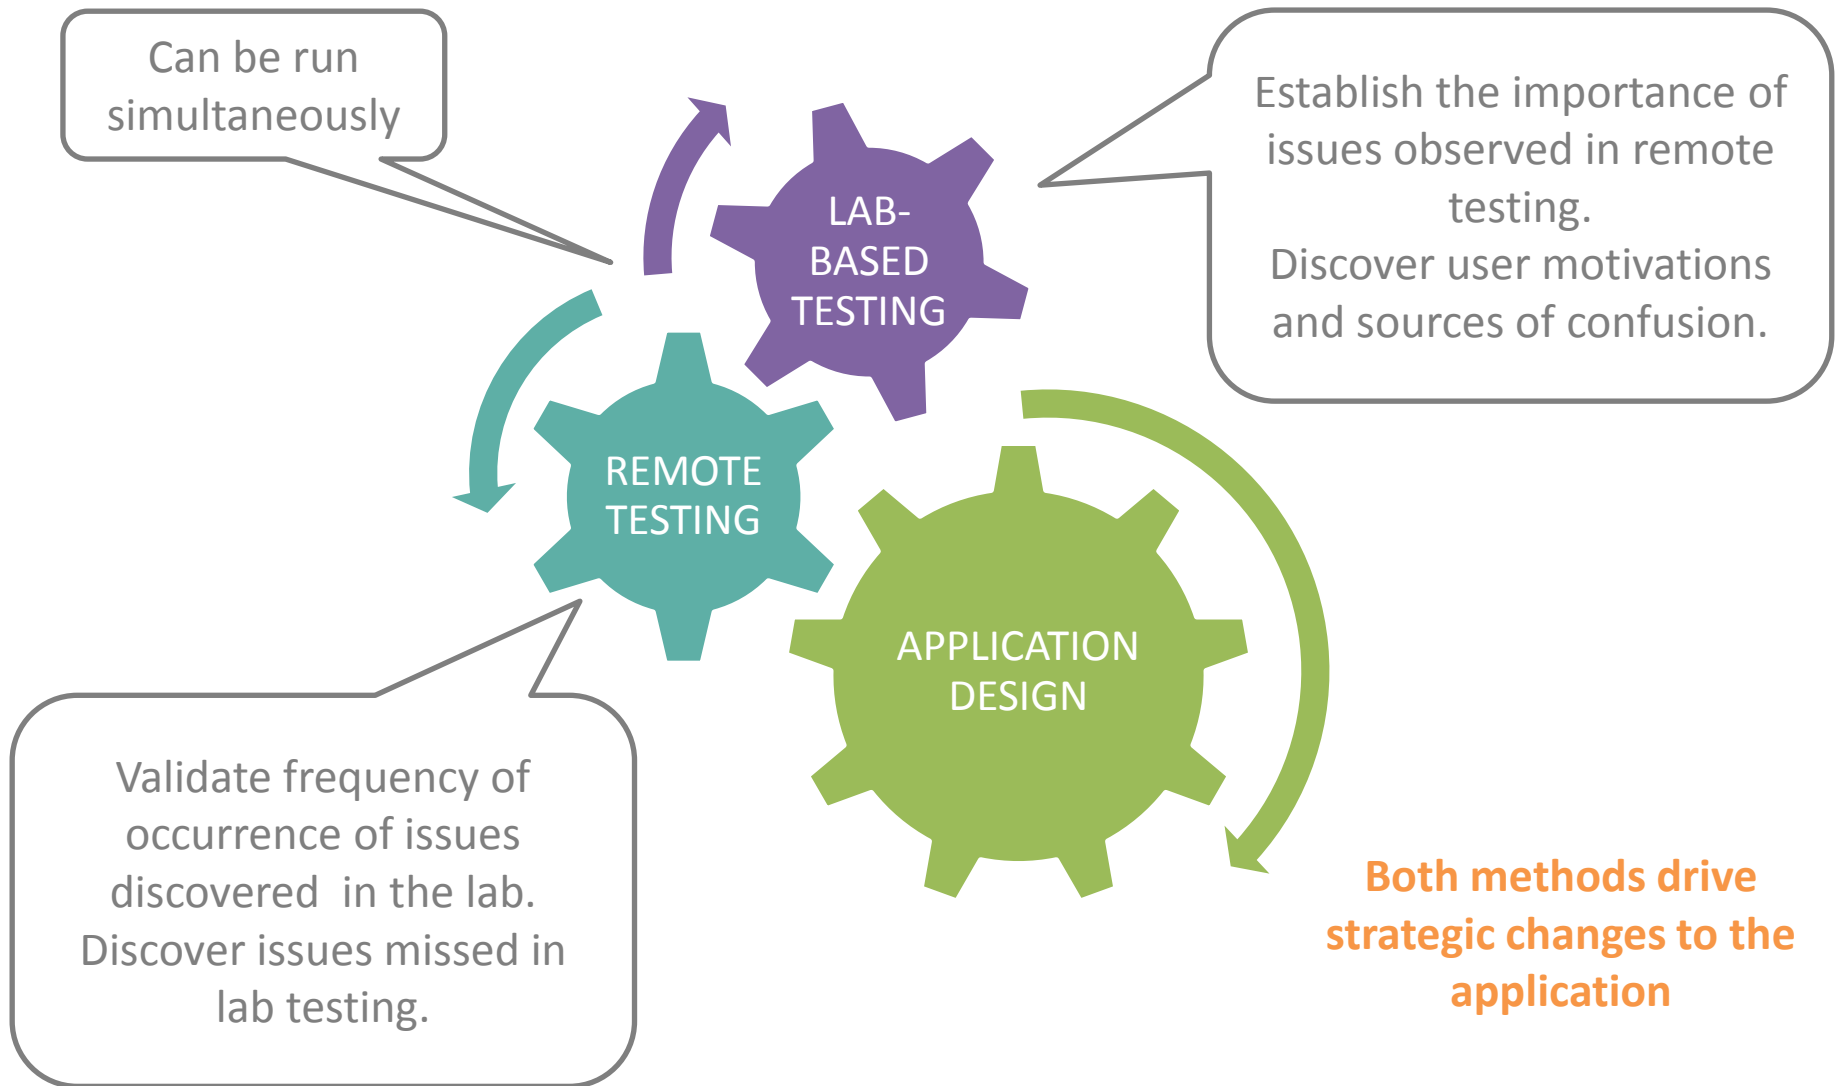 Can be run
simultaneously
Establish the importance of
issues observed in remote
testing.
Discover user motivations
and sources of confusion.
LAB-
BASED
TESTING
REMOTE
TESTING
APPLICATION
DESIGN
Validate frequency of
occurrence of issues
discovered  in the lab.
Discover issues missed in
lab testing.
Both methods drive
strategic changes to the
application